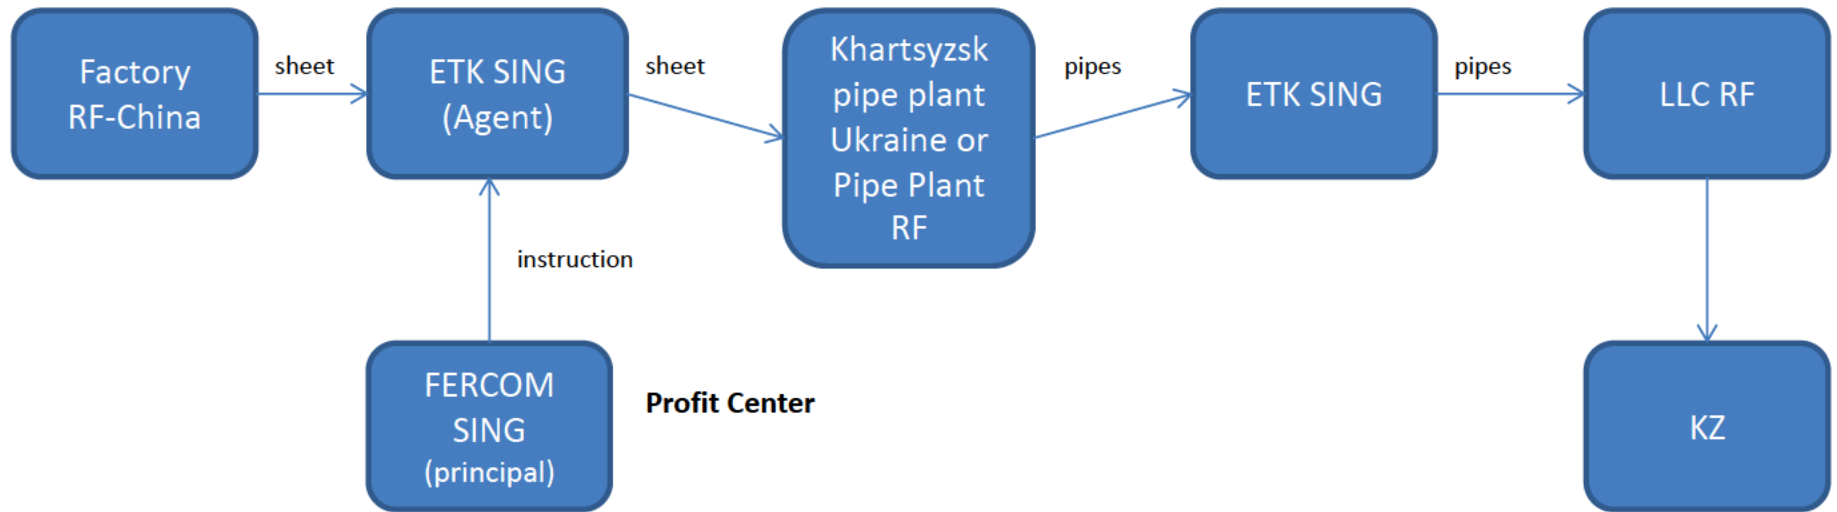 Factory
RF-China
sheet
ETK SING
(Agent)
sheet
Khartsyzsk
pipe plant
Ukraine or
Pipe Plant
RF
pipes
ETK SING
pipes
LLC RF
instruction
FERCOM
SING
(principal)
Profit Center
KZ